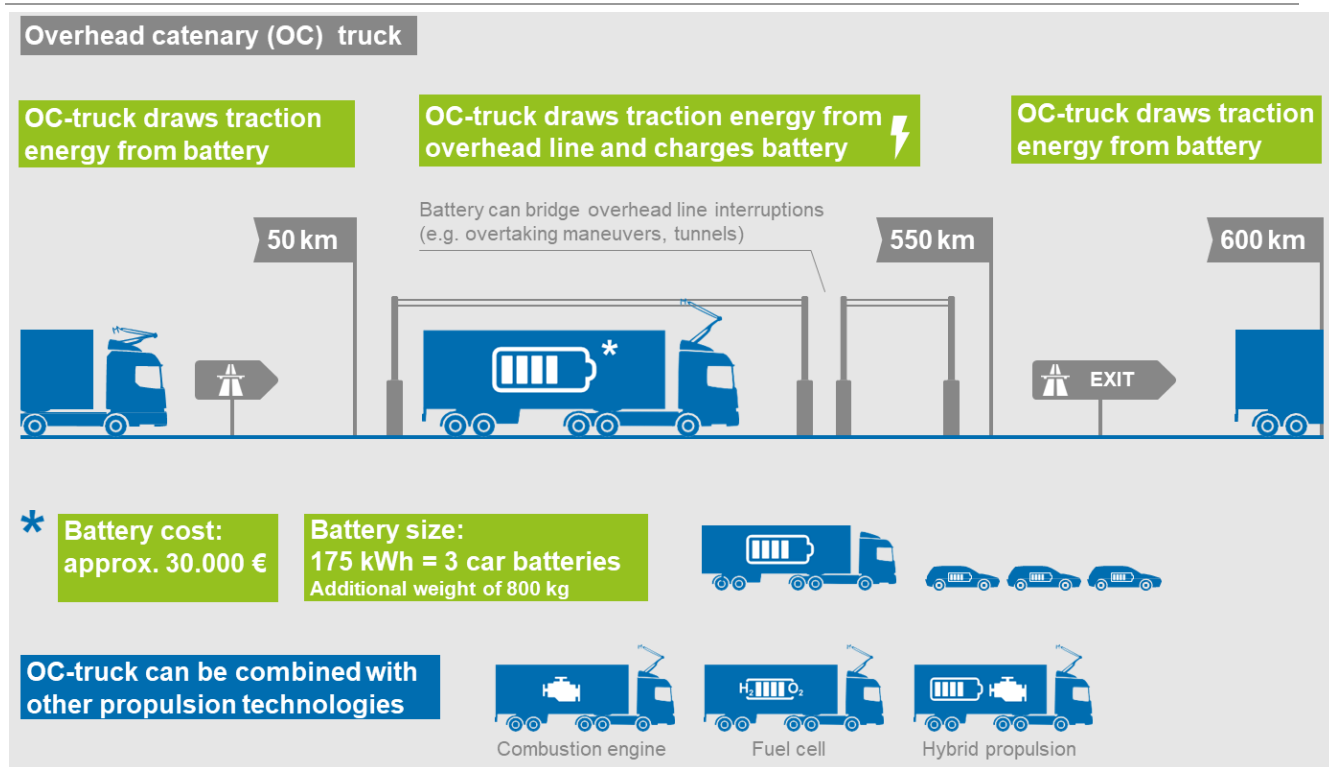 Overhead catenary (OC) truck
OC-truck draws traction
energy from battery
OC-truck draws traction energy from
overhead line and charges battery
OC-truck draws traction
energy from battery
Battery can bridge overhead line interruptions
(e.g. overtaking maneuvers, tunnels)
50 km
550 km
600 km
*
EXIT
*
Battery cost:
approx. 30.000 €
Battery size:
175 kWh = 3 car batteries
Additional weight of 800 kg
OC-truck can be combined with
other propulsion technologies
H₂ O₂
Combustion engine
Fuel cell
Hybrid propulsion